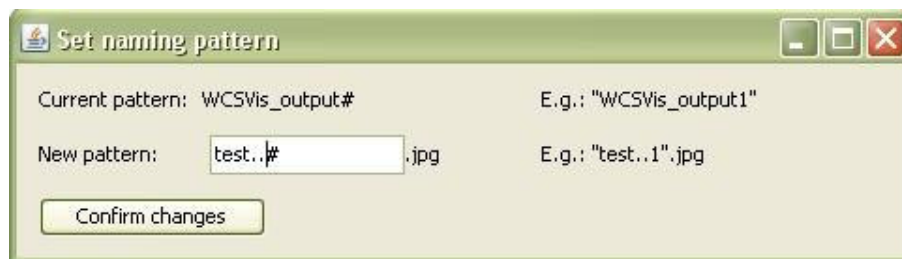 Set naming pattern
Current pattern: WCSVis_output# E.g.: "WCSVis_output1"
New pattern: test..# .jpg E.g.: "test..1".jpg
Confirm changes